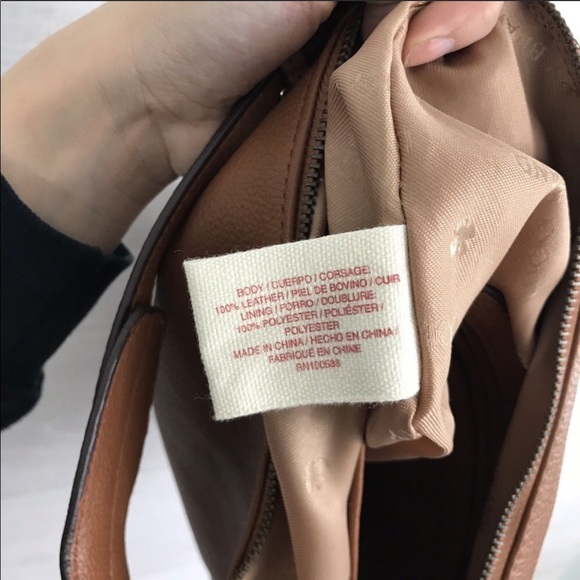 BODY / CUERPO / CORSAGE:
100% LEATHER / PIEL DE BOVINO / CUIR
LINING / FORRO / DOUBLURE:
100% POLYESTER / POLIÉSTER /
POLYESTER
MADE IN CHINA / HECHO EN CHINA /
FABRIQUÉ EN CHINE
RN100588